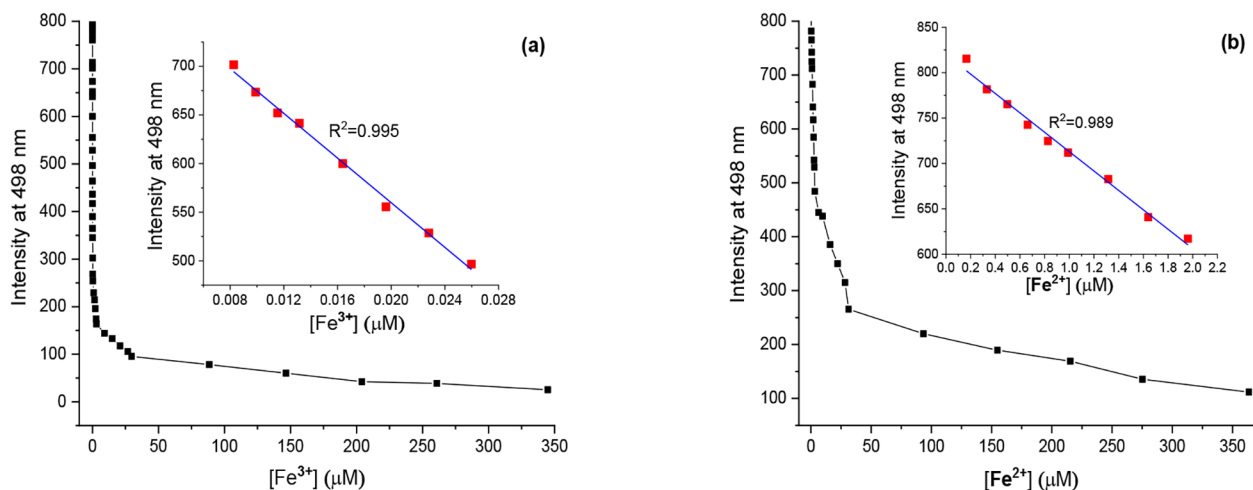 (a)
Intensity at 498 nm
800
700
600
500
400
300
200
100
0
0 50 100 150 200 250 300 350
[Fe³⁺] (μM)
Intensity at 498 nm
700
650
600
550
500
R²=0.995
0.008 0.012 0.016 0.020 0.024 0.028
[Fe³⁺] (μM)
(b)
Intensity at 498 nm
800
700
600
500
400
300
200
100
0 50 100 150 200 250 300 350
[Fe²⁺] (μM)
Intensity at 498 nm
850
800
750
700
650
600
R²=0.989
0.0 0.2 0.4 0.6 0.8 1.0 1.2 1.4 1.6 1.8 2.0 2.2
[Fe²⁺] (μM)